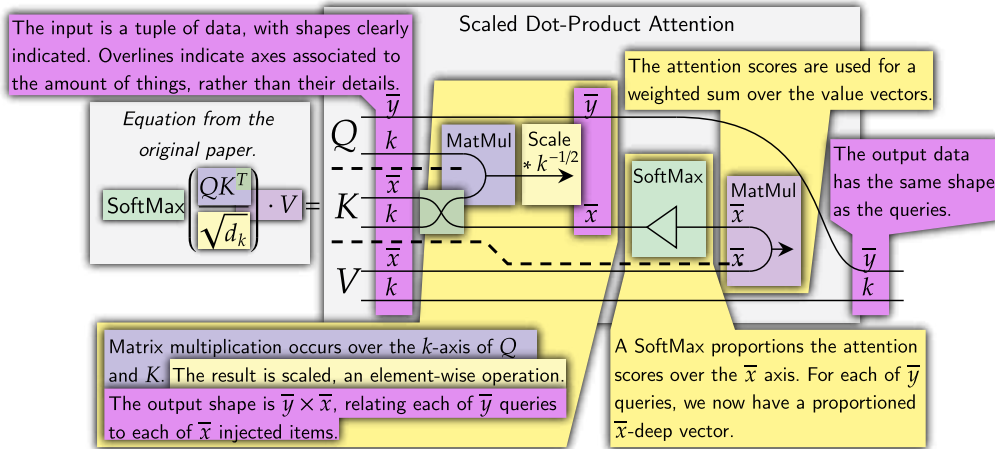 Scaled Dot-Product Attention
The input is a tuple of data, with shapes clearly
indicated. Overlines indicate axes associated to
the amount of things, rather than their details.
Equation from the
original paper.
SoftMax ( QK^T / √d_k ) · V =
Q
K
V
y̅
k
x̅
k
x̅
k
MatMul
Scale
* k^{-1/2}
y̅
x̅
The attention scores are used for a
weighted sum over the value vectors.
SoftMax
MatMul
x̅
x̅
The output data
has the same shape
as the queries.
y̅
k
Matrix multiplication occurs over the k-axis of Q
and K. The result is scaled, an element-wise operation.
The output shape is y̅ × x̅, relating each of y̅ queries
to each of x̅ injected items.
A SoftMax proportions the attention
scores over the x̅ axis. For each of y̅
queries, we now have a proportioned
x̅-deep vector.